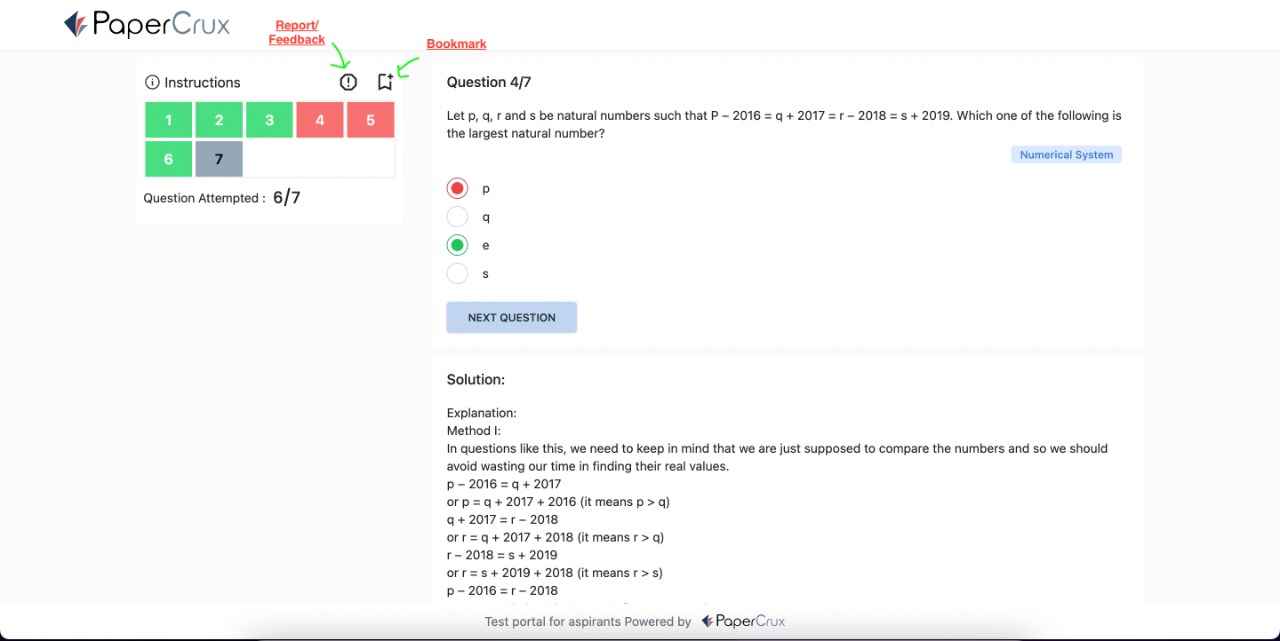 PaperCrux
Report/
Feedback
Bookmark
Instructions
1 2 3 4 5
6 7
Question Attempted : 6/7
Question 4/7
Let p, q, r and s be natural numbers such that P – 2016 = q + 2017 = r – 2018 = s + 2019. Which one of the following is
the largest natural number?
Numerical System
p
q
e
s
NEXT QUESTION
Solution:
Explanation:
Method I:
In questions like this, we need to keep in mind that we are just supposed to compare the numbers and so we should
avoid wasting our time in finding their real values.
p – 2016 = q + 2017
or p = q + 2017 + 2016 (it means p > q)
q + 2017 = r – 2018
or r = q + 2017 + 2018 (it means r > q)
r – 2018 = s + 2019
or r = s + 2019 + 2018 (it means r > s)
p – 2016 = r – 2018
Test portal for aspirants Powered by PaperCrux